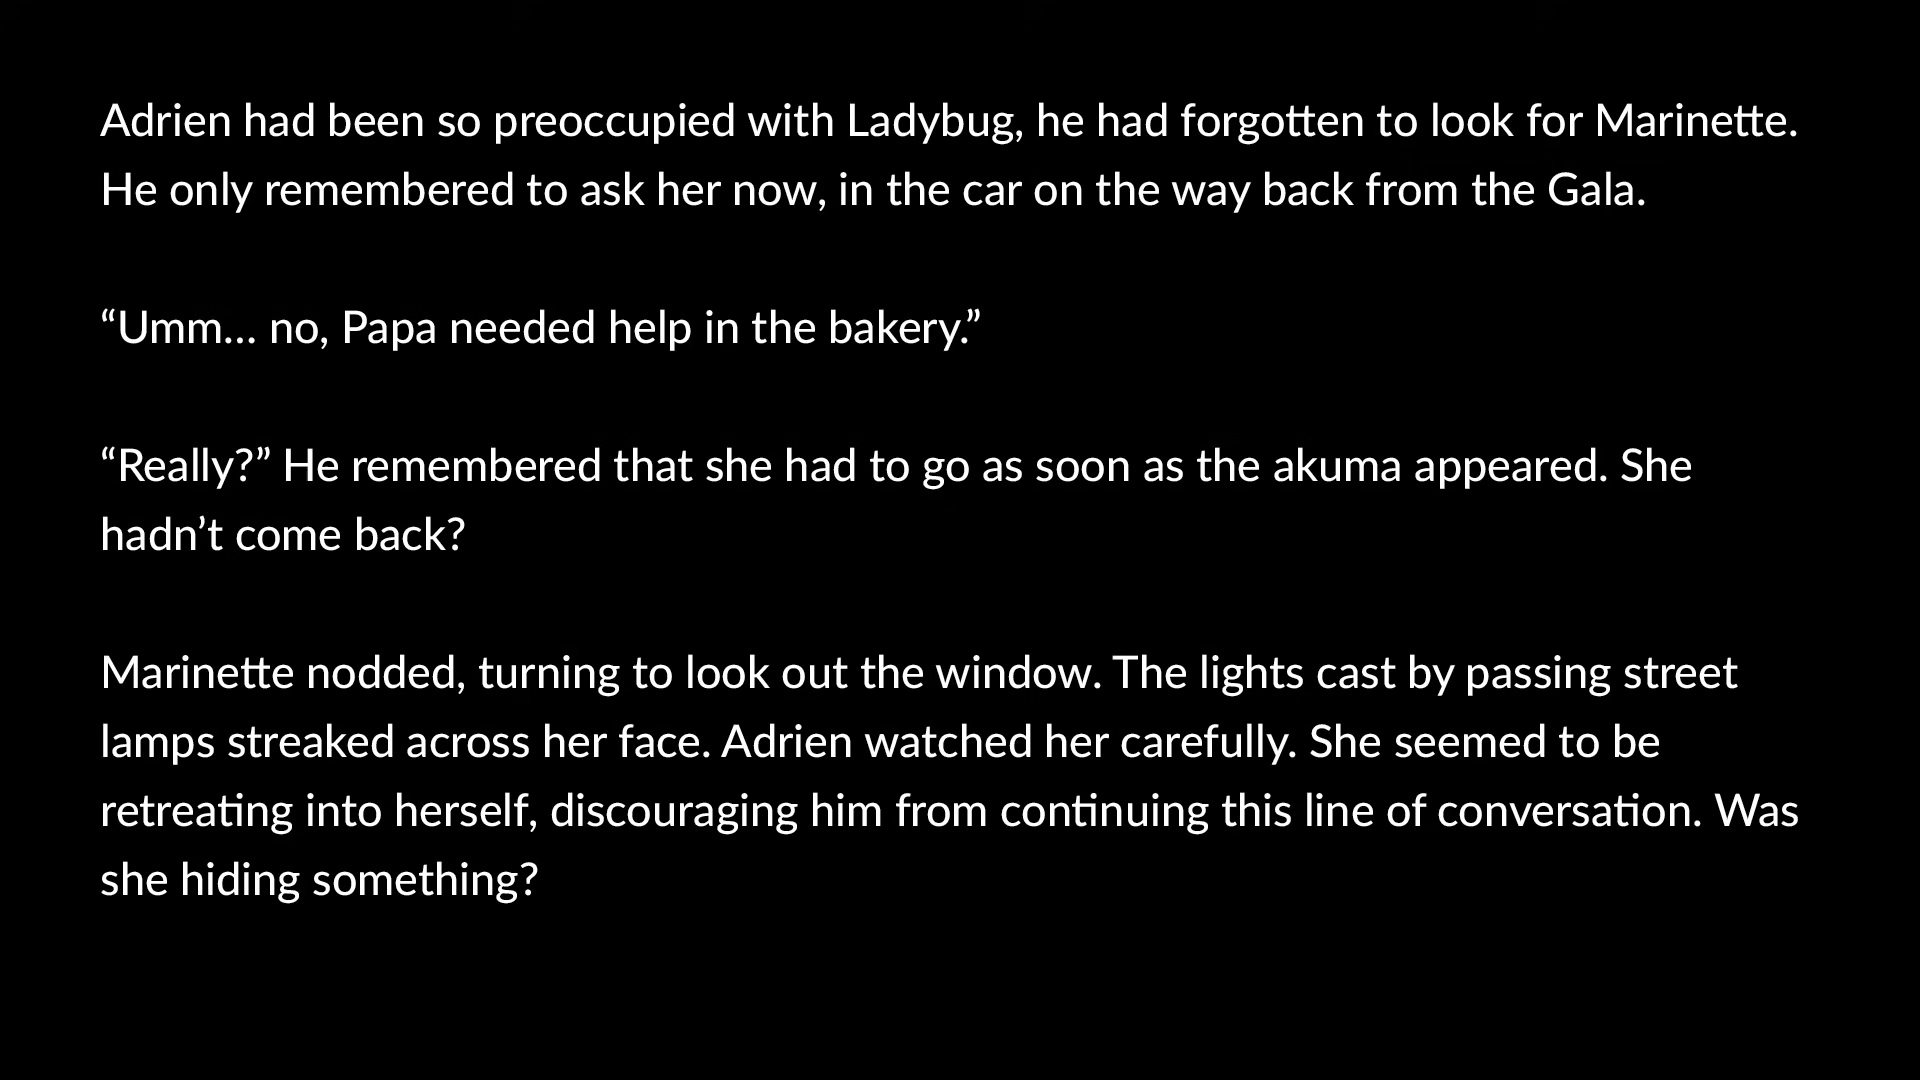 Adrien had been so preoccupied with Ladybug, he had forgotten to look for Marinette.
He only remembered to ask her now, in the car on the way back from the Gala.
“Umm... no, Papa needed help in the bakery.”
“Really?” He remembered that she had to go as soon as the akuma appeared. She
hadn’t come back?
Marinette nodded, turning to look out the window. The lights cast by passing street
lamps streaked across her face. Adrien watched her carefully. She seemed to be
retreating into herself, discouraging him from continuing this line of conversation. Was
she hiding something?